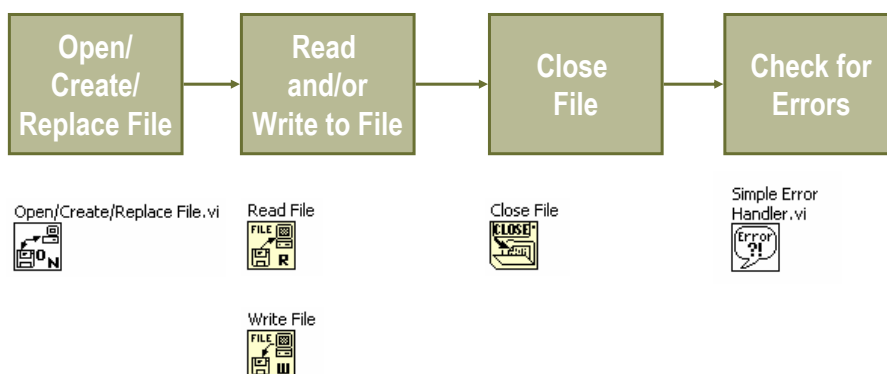 Open/
Create/
Replace File
Read
and/or
Write to File
Close
File
Check for
Errors
Open/Create/Replace File.vi
O
N
Read File
FILE
R
Write File
FILE
W
Close File
CLOSE
Simple Error
Handler.vi
Error
?!